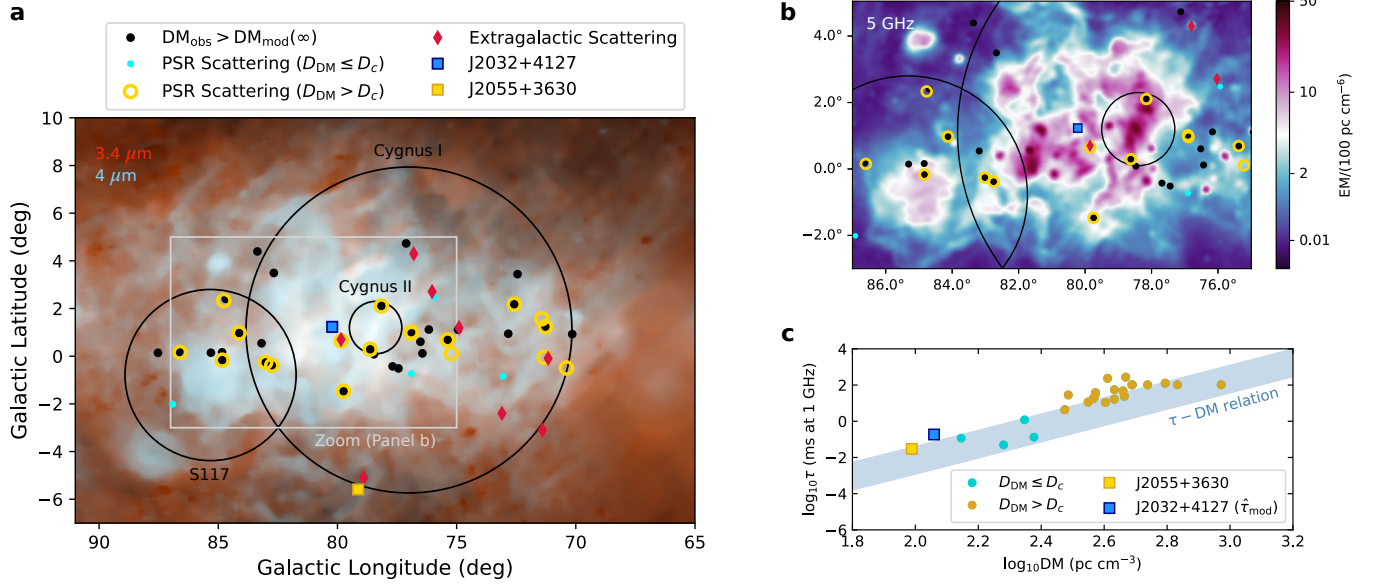 a
DM_obs > DM_mod(∞)
PSR Scattering (D_DM ≤ D_c)
PSR Scattering (D_DM > D_c)
Extragalactic Scattering
J2032+4127
J2055+3630
3.4 μm
4 μm
Cygnus I
Cygnus II
S117
Zoom (Panel b)
10
8
6
4
2
0
−2
−4
−6
Galactic Latitude (deg)
90
85
80
75
70
65
Galactic Longitude (deg)
b
5 GHz
4.0°
2.0°
0.0°
−2.0°
86.0°
84.0°
82.0°
80.0°
78.0°
76.0°
50
10
2
0.01
EM/(100 pc cm⁻⁶)
c
4
2
0
−2
−4
−6
log₁₀τ (ms at 1 GHz)
τ − DM relation
D_DM ≤ D_c
D_DM > D_c
J2055+3630
J2032+4127 (τ̂_mod)
1.8
2.0
2.2
2.4
2.6
2.8
3.0
3.2
log₁₀DM (pc cm⁻³)